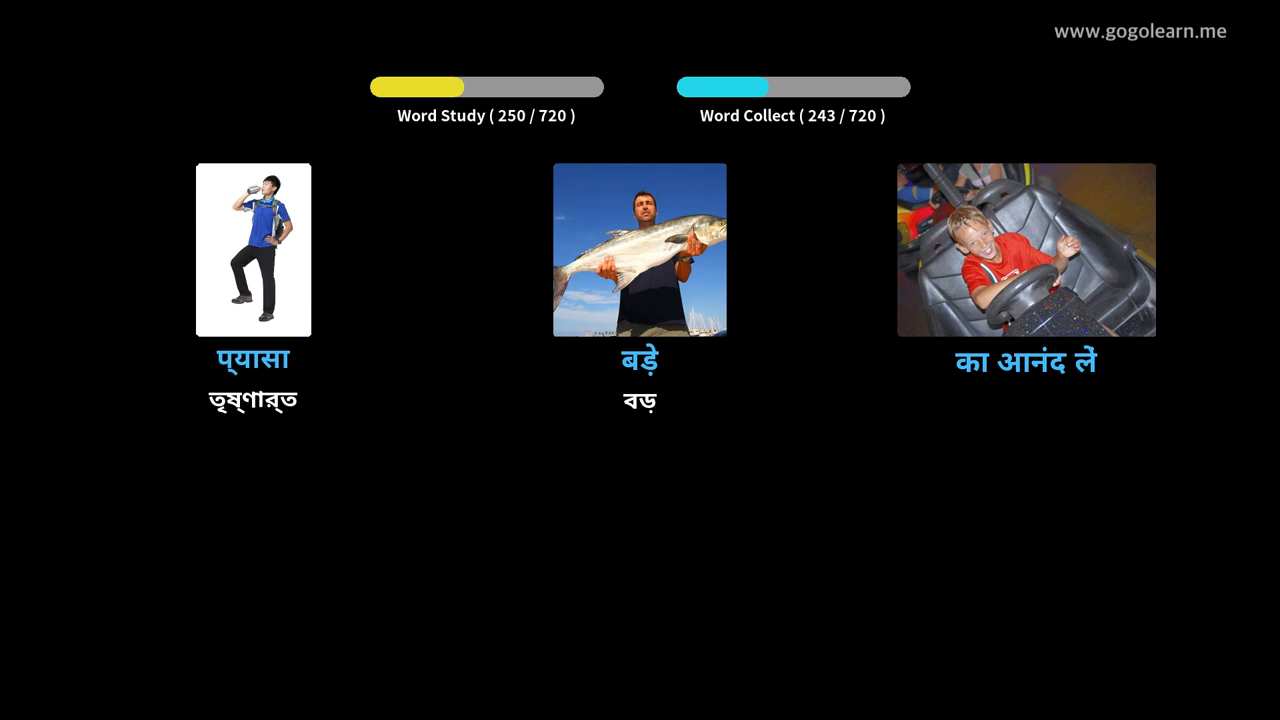 www.gogolearn.me
Word Study ( 250 / 720 )
Word Collect ( 243 / 720 )
प्यासा
बड़े
का आनंद लें
তৃষ্ণার্ত
বড়